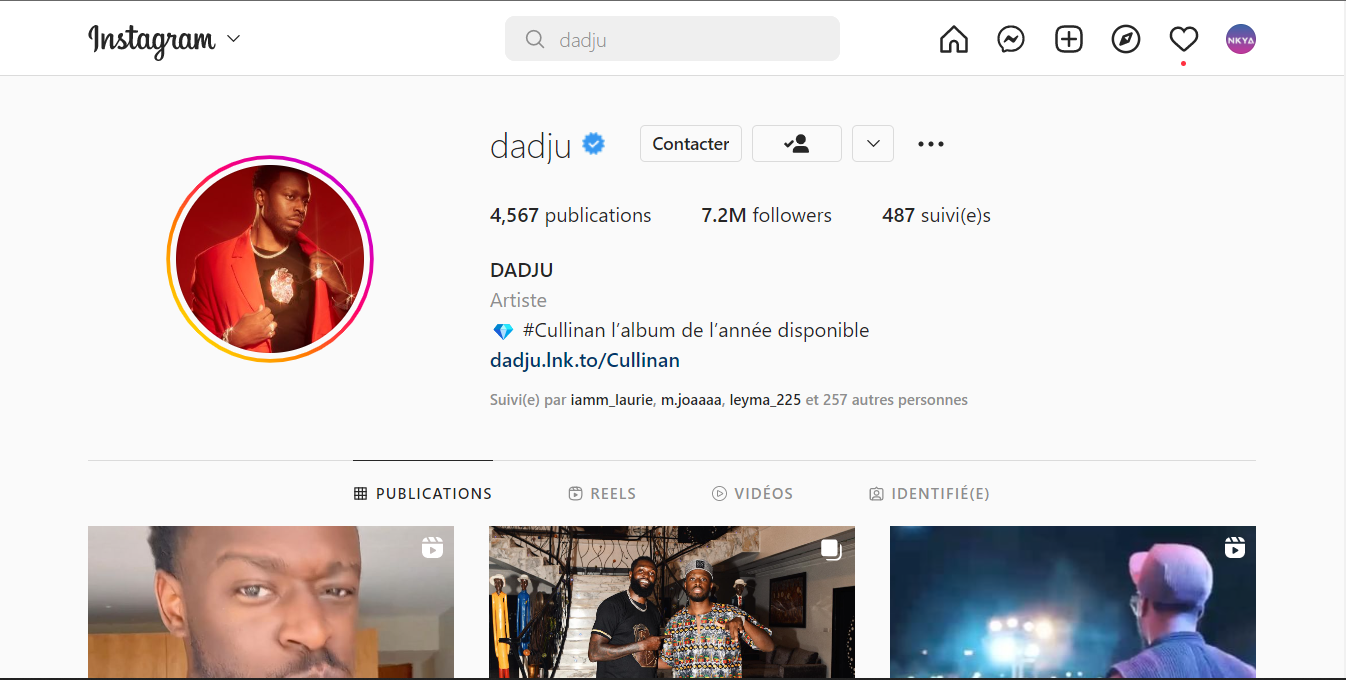 Instagram
dadju
NKYA
dadju
Contacter
4,567 publications 7.2M followers 487 suivi(e)s
DADJU
Artiste
💎 #Cullinan l’album de l’année disponible
dadju.lnk.to/Cullinan
Suivi(e) par iamm_laurie, m.joaaaa, leyma_225 et 257 autres personnes
PUBLICATIONS REELS VIDÉOS IDENTIFIÉ(E)